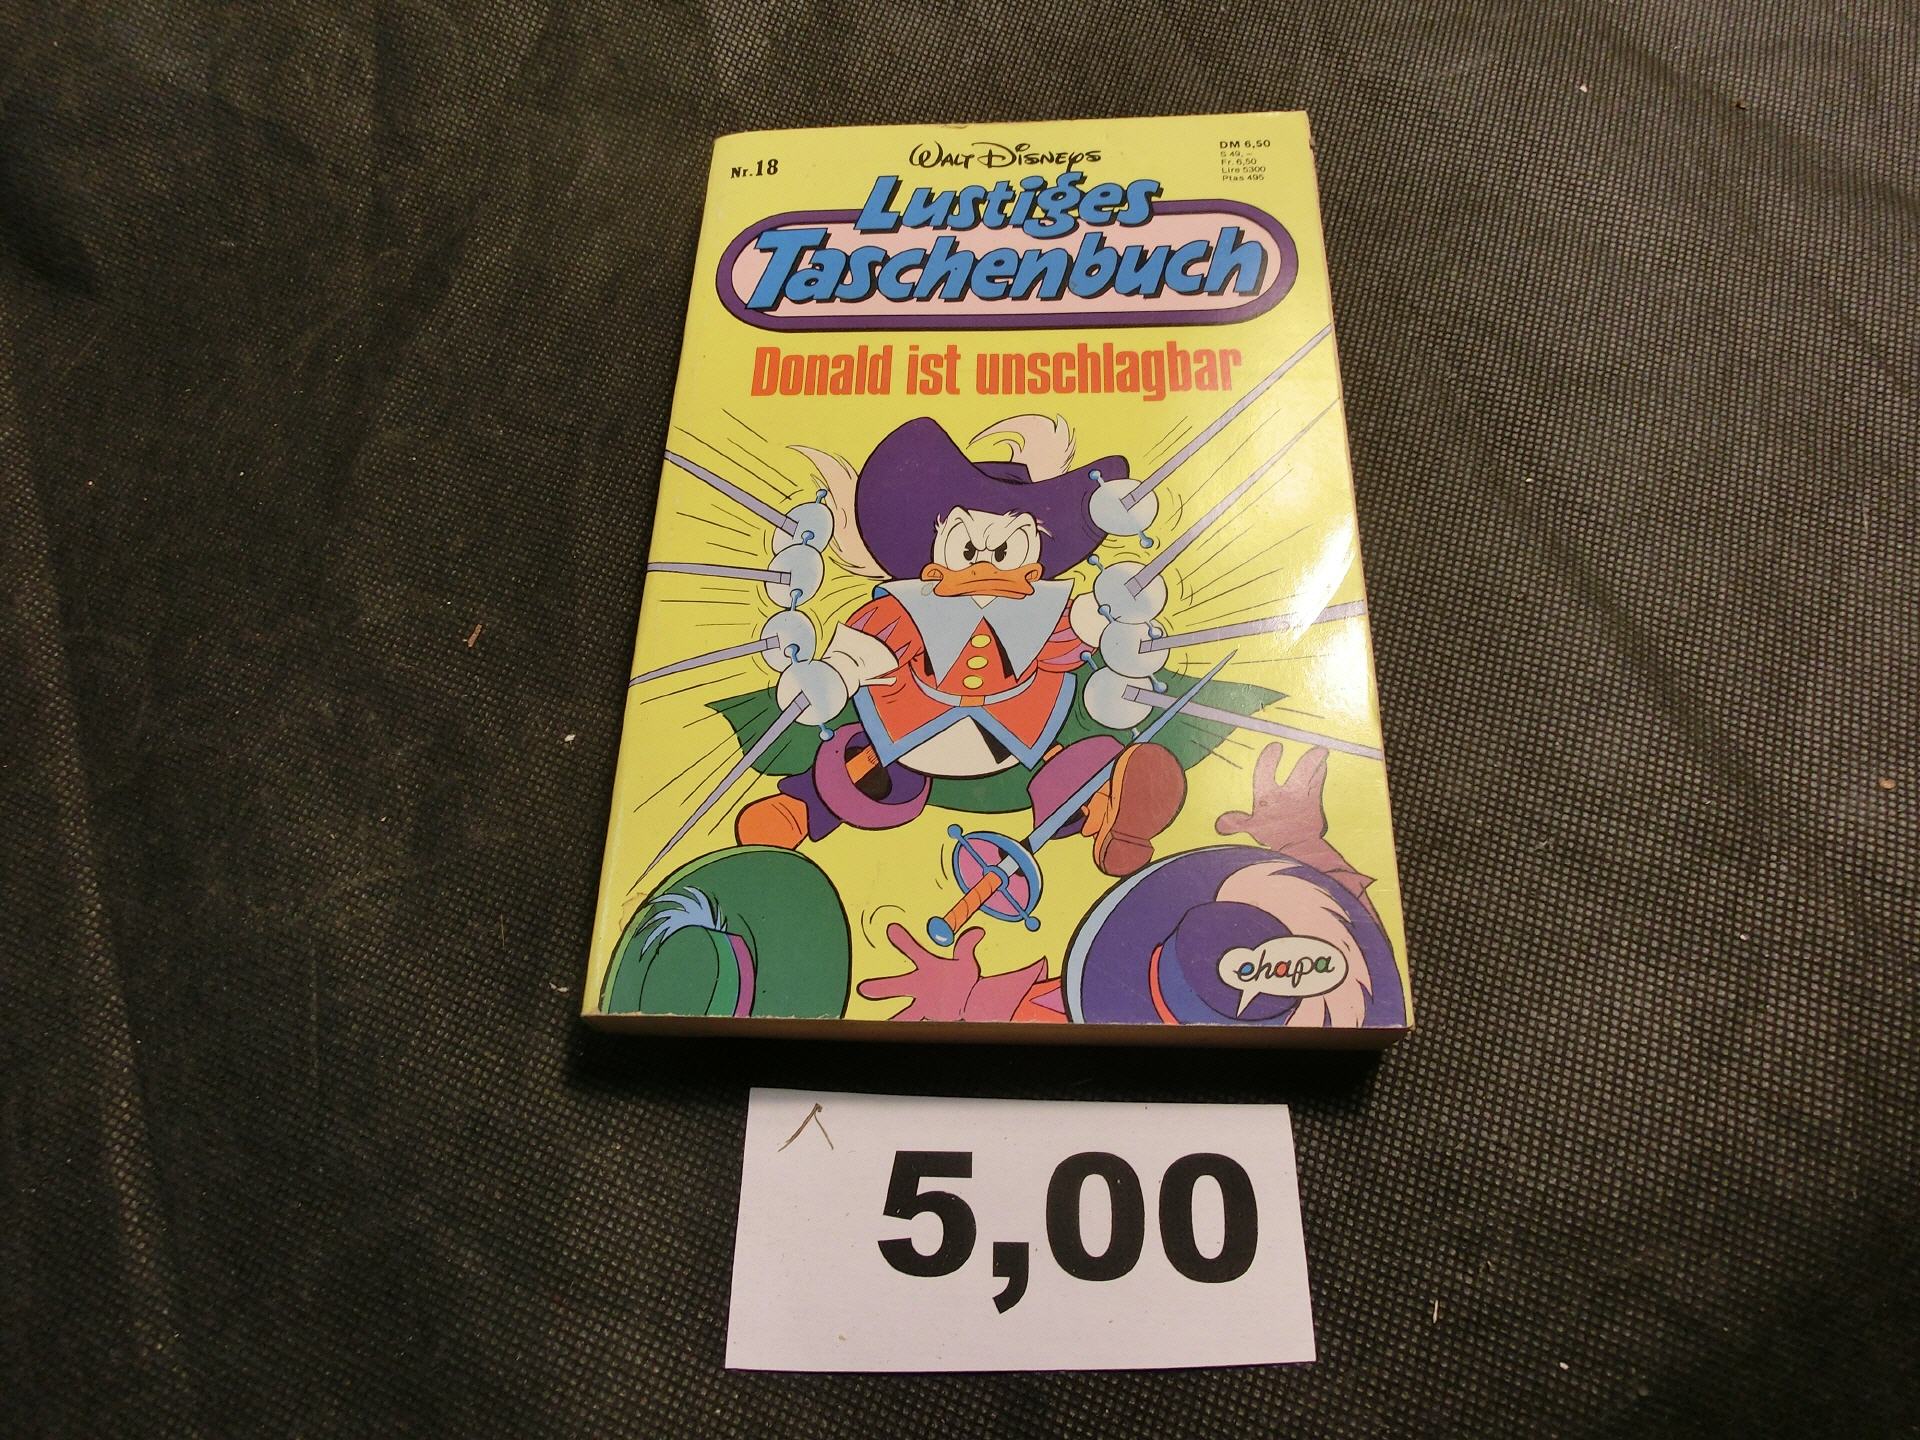 Nr. 18
WALT DISNEYS
DM 6,50
S 49,-
Fr. 6,50
Lire 5300
Ptas 495
Lustiges
Taschenbuch
Donald ist unschlagbar
ehapa
5,00